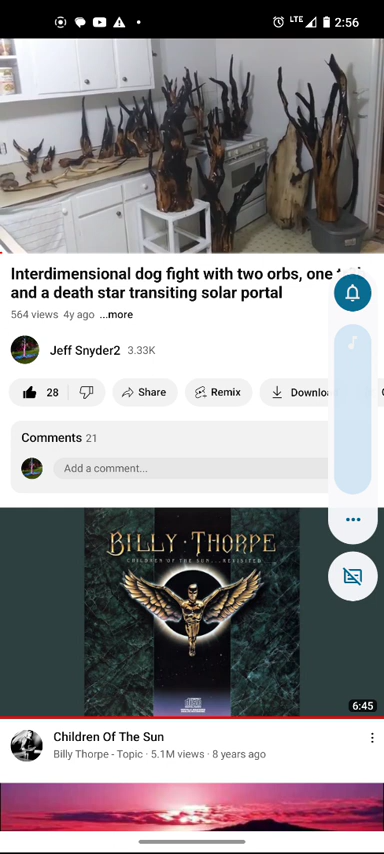 LTE 2:56
Interdimensional dog fight with two orbs, one
and a death star transiting solar portal
564 views 4y ago ...more
Jeff Snyder2 3.33K
28 Share Remix Downloa
Comments 21
Add a comment...
BILLY·THORPE
CHILDREN OF THE SUN...REVISITED
6:45
Children Of The Sun
Billy Thorpe - Topic · 5.1M views · 8 years ago